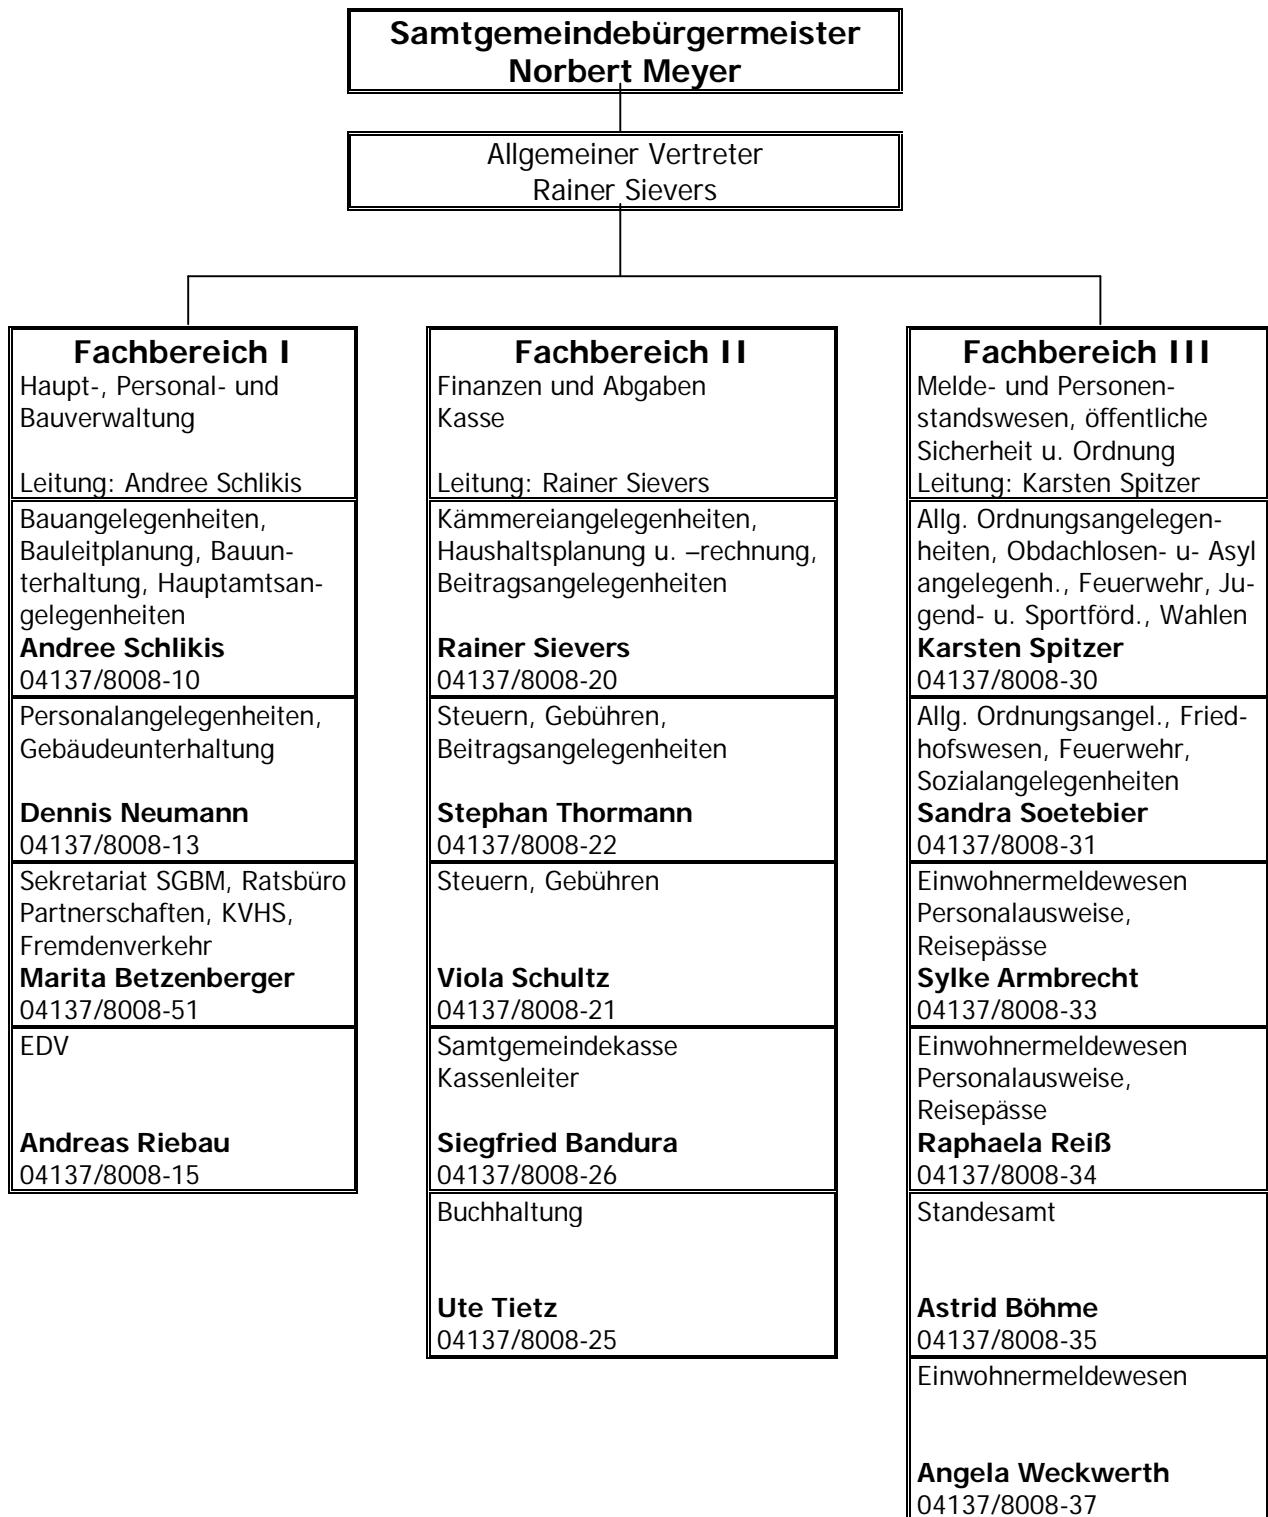 Samtgemeindebürgermeister
Norbert Meyer
Allgemeiner Vertreter
Rainer Sievers
Fachbereich I
Haupt-, Personal- und
Bauverwaltung
Leitung: Andree Schlikis
Bauangelegenheiten,
Bauleitplanung, Bauun-
terhaltung, Hauptamtsan-
gelegenheiten
Andree Schlikis
04137/8008-10
Personalangelegenheiten,
Gebäudeunterhaltung
Dennis Neumann
04137/8008-13
Sekretariat SGBM, Ratsbüro
Partnerschaften, KVHS,
Fremdenverkehr
Marita Betzenberger
04137/8008-51
EDV
Andreas Riebau
04137/8008-15
Fachbereich II
Finanzen und Abgaben
Kasse
Leitung: Rainer Sievers
Kämmereiangelegenheiten,
Haushaltsplanung u. –rechnung,
Beitragsangelegenheiten
Rainer Sievers
04137/8008-20
Steuern, Gebühren,
Beitragsangelegenheiten
Stephan Thormann
04137/8008-22
Steuern, Gebühren
Viola Schultz
04137/8008-21
Samtgemeindekasse
Kassenleiter
Siegfried Bandura
04137/8008-26
Buchhaltung
Ute Tietz
04137/8008-25
Fachbereich III
Melde- und Personen-
standswesen, öffentliche
Sicherheit u. Ordnung
Leitung: Karsten Spitzer
Allg. Ordnungsangelegen-
heiten, Obdachlosen- u- Asyl
angelegenh., Feuerwehr, Ju-
gend- u. Sportförd., Wahlen
Karsten Spitzer
04137/8008-30
Allg. Ordnungsangel., Fried-
hofswesen, Feuerwehr,
Sozialangelegenheiten
Sandra Soetebier
04137/8008-31
Einwohnermeldewesen
Personalausweise,
Reisepässe
Sylke Armbrecht
04137/8008-33
Einwohnermeldewesen
Personalausweise,
Reisepässe
Raphaela Reiß
04137/8008-34
Standesamt
Astrid Böhme
04137/8008-35
Einwohnermeldewesen
Angela Weckwerth
04137/8008-37